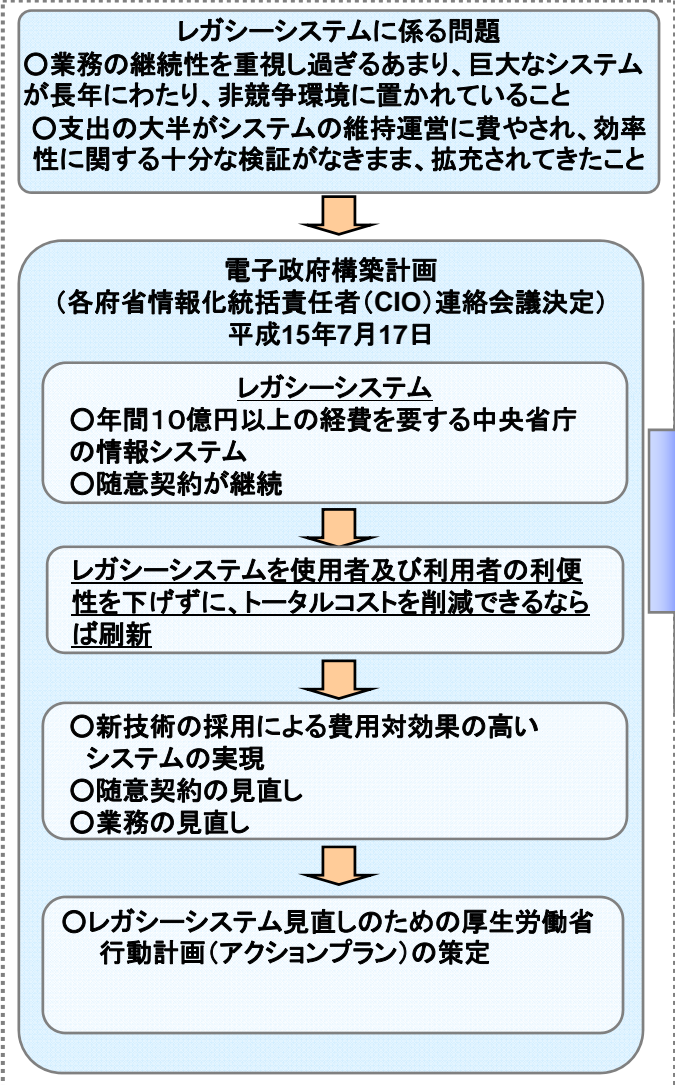 レガシーシステムに係る問題
○業務の継続性を重視し過ぎるあまり、巨大なシステム
が長年にわたり、非競争環境に置かれていること
○支出の大半がシステムの維持運営に費やされ、効率
性に関する十分な検証がなきまま、拡充されてきたこと
電子政府構築計画
（各府省情報化統括責任者（CIO）連絡会議決定）
平成15年7月17日
レガシーシステム
○年間１０億円以上の経費を要する中央省庁
の情報システム
○随意契約が継続
レガシーシステムを使用者及び利用者の利便
性を下げずに、トータルコストを削減できるなら
ば刷新
○新技術の採用による費用対効果の高い
システムの実現
○随意契約の見直し
○業務の見直し
○レガシーシステム見直しのための厚生労働省
行動計画（アクションプラン）の策定